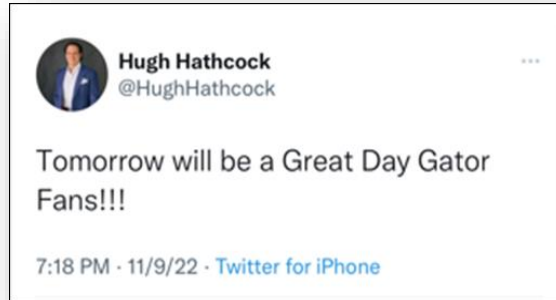 Hugh Hathcock
@HughHathcock
Tomorrow will be a Great Day Gator
Fans!!!
7:18 PM · 11/9/22 · Twitter for iPhone